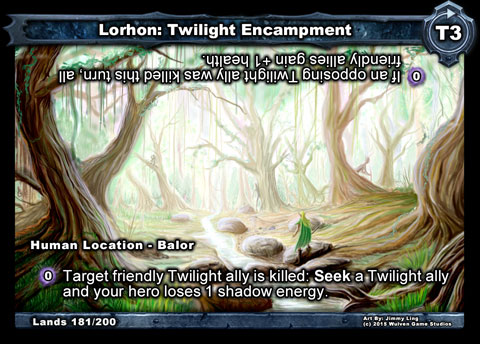 Lorhon: Twilight Encampment
T3
0 If an opposing Twilight ally was killed this turn, all
friendly allies gain +1 health.
Human Location - Balor
0 Target friendly Twilight ally is killed: Seek a Twilight ally
and your hero loses 1 shadow energy.
Lands 181/200
Art By: Jimmy Ling
(c) 2015 Wulven Game Studios